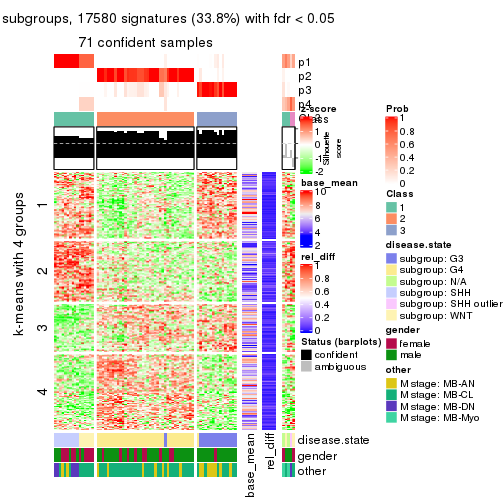 subgroups, 17580 signatures (33.8%) with fdr < 0.05
71 confident samples
p1
p2
p3
p4
Class
Silhouette score
k-means with 4 groups
1
2
3
4
base_mean
rel_diff
disease.state
gender
other
z-score
2
1
0
-1
-2
base_mean
10
8
6
4
2
rel_diff
1
0.8
0.6
0.4
0.2
0
Status (barplots)
confident
ambiguous
Prob
1
0.8
0.6
0.4
0.2
0
Class
1
2
3
disease.state
subgroup: G3
subgroup: G4
subgroup: N/A
subgroup: SHH
subgroup: SHH outlier
subgroup: WNT
gender
female
male
other
M stage: MB-AN
M stage: MB-CL
M stage: MB-DN
M stage: MB-Myo